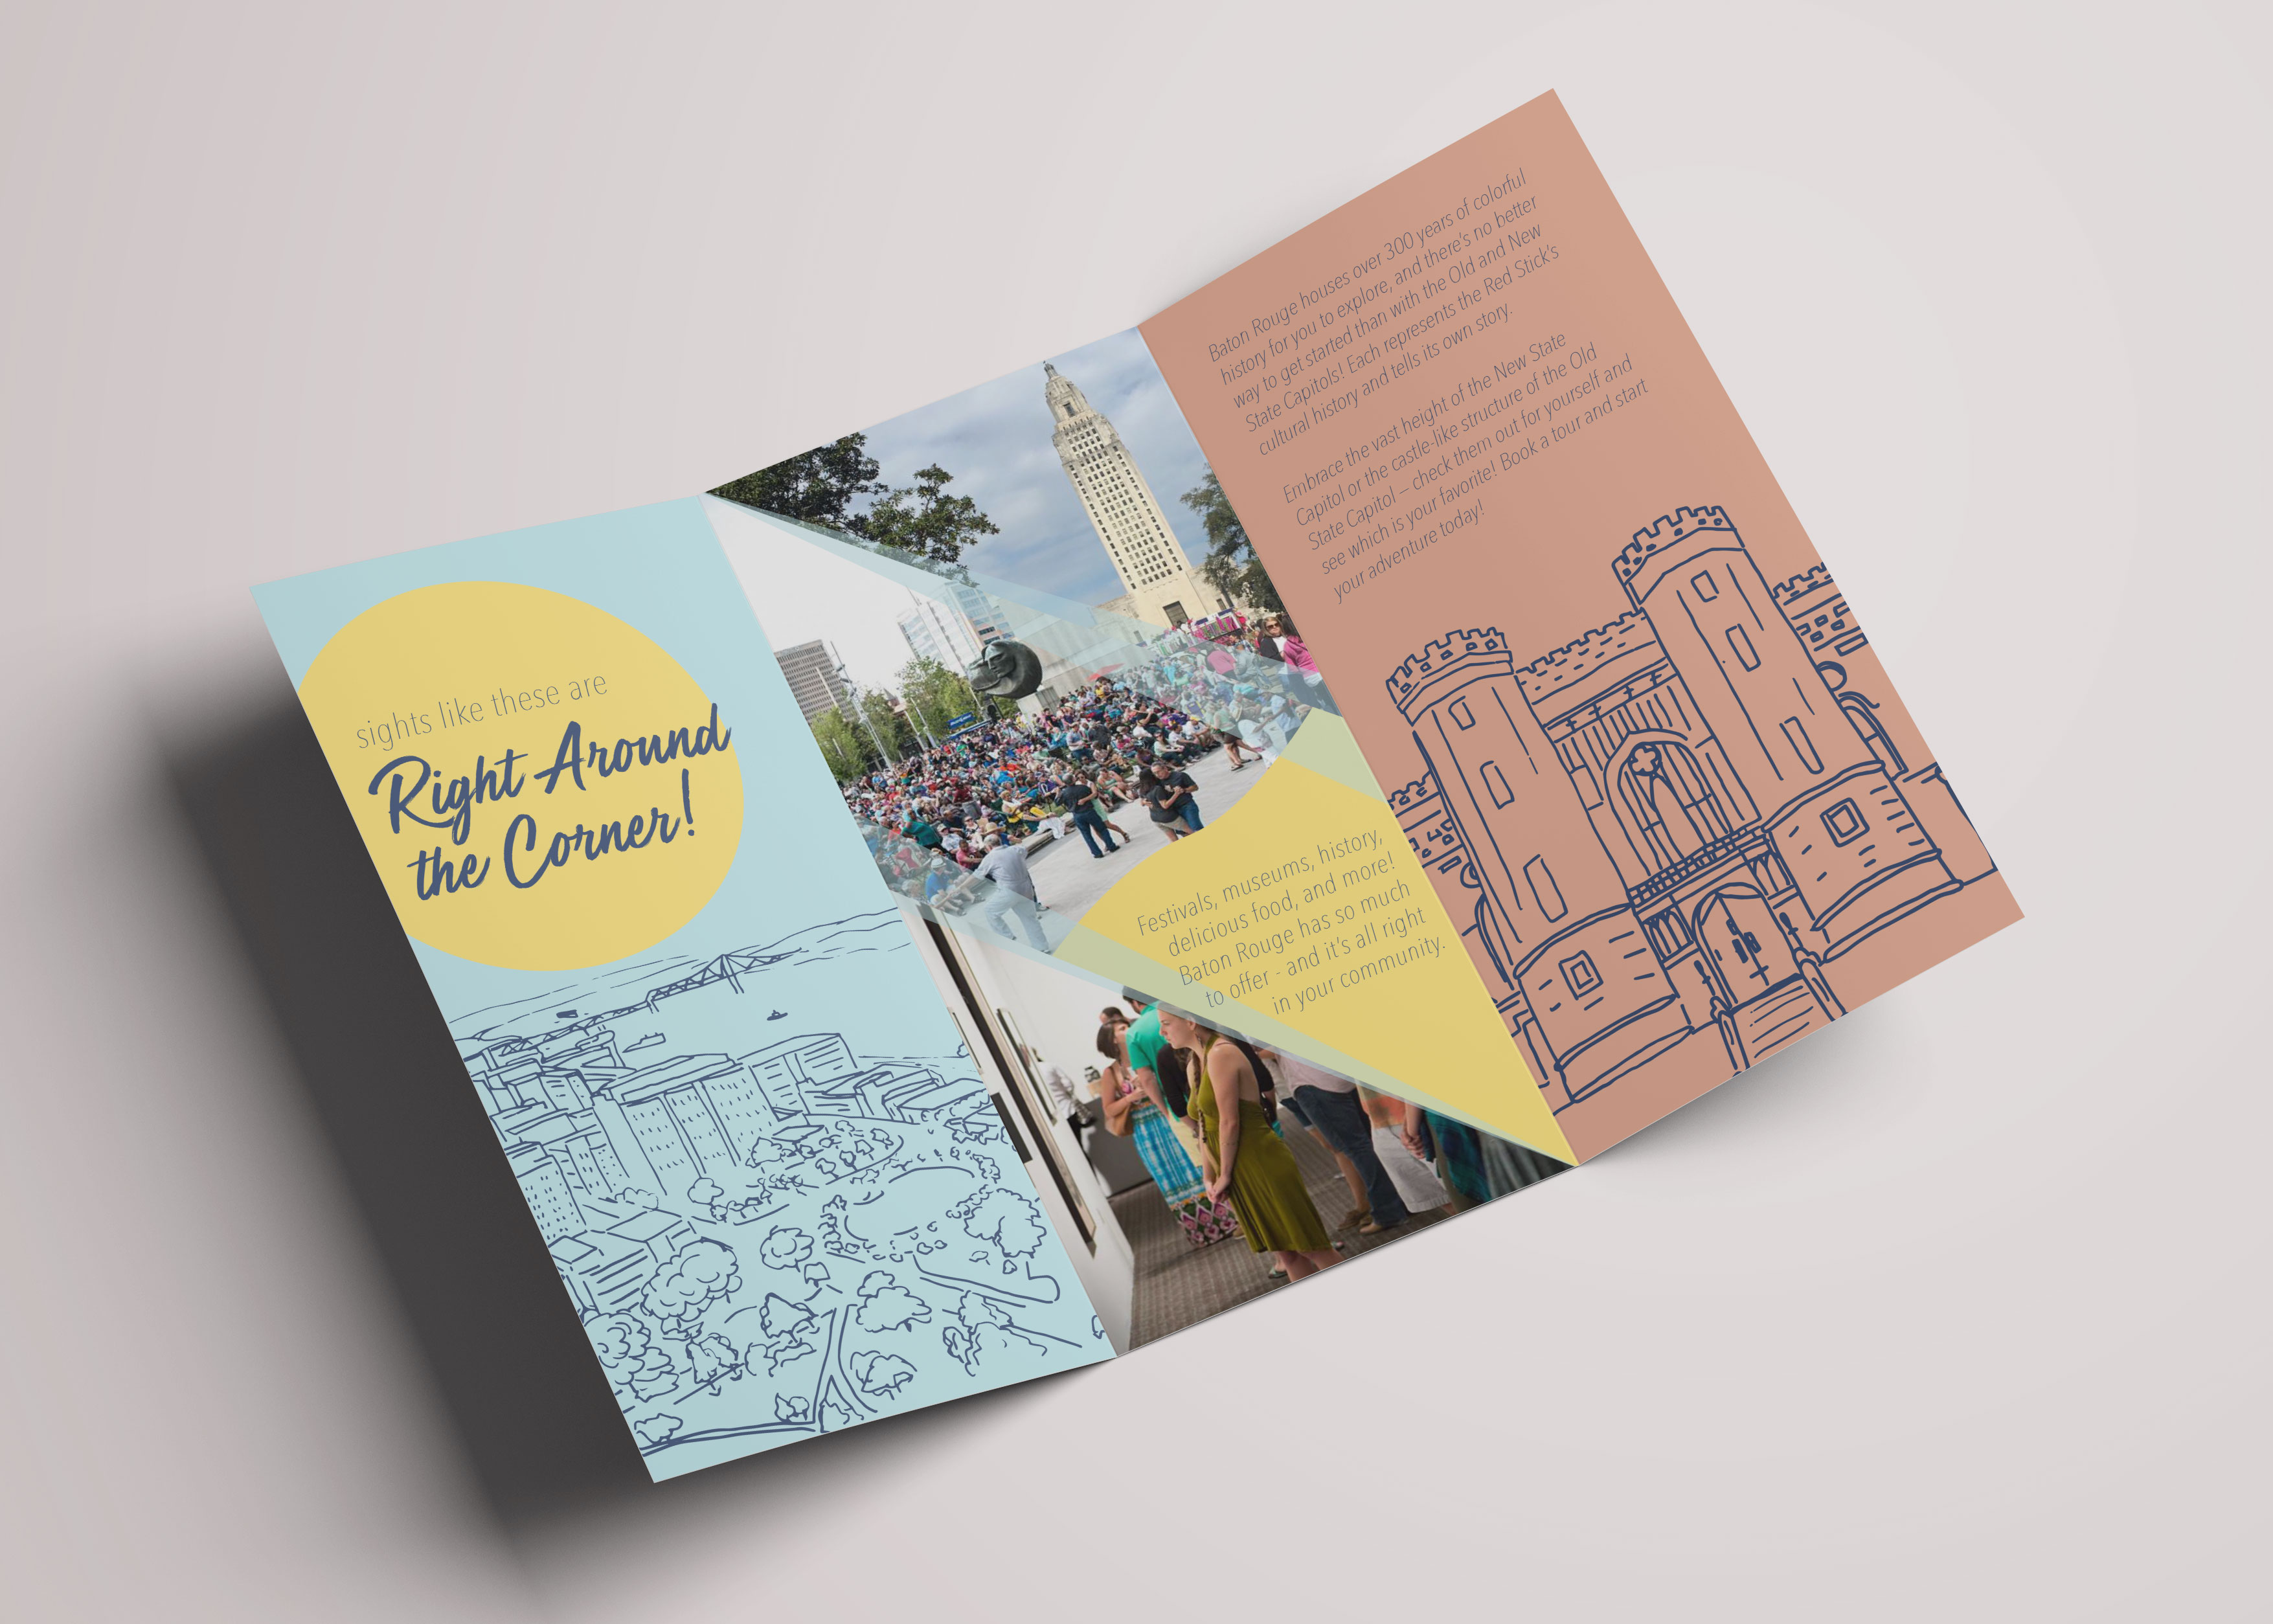 sights like these are
Right Around
the Corner!
Festivals, museums, history,
delicious food, and more!
Baton Rouge has so much
to offer - and it's all right
in your community.
Baton Rouge houses over 300 years of colorful
history for you to explore, and there's no better
way to get started than with the Old and New
State Capitols! Each represents the Red Stick's
cultural history and tells its own story.
Embrace the vast height of the New State
Capitol or the castle-like structure of the Old
State Capitol – check them out for yourself and
see which is your favorite! Book a tour and start
your adventure today!